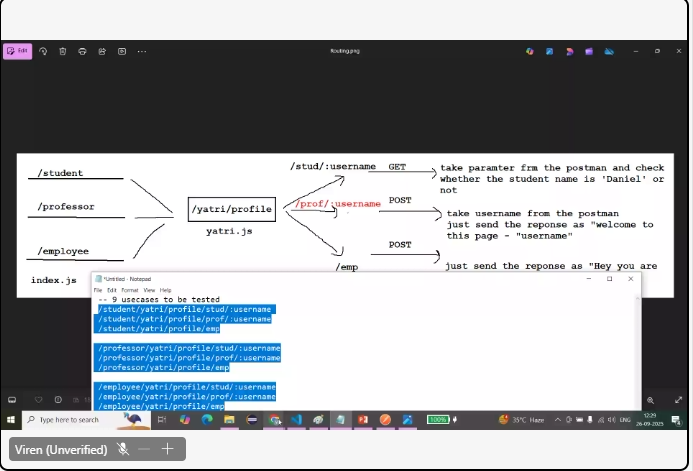 Edit
Routing.png
/student
/professor
/employee
index.js
/yatri/profile
yatri.js
/stud/:username GET
take paramter frm the postman and check
whether the student name is 'Daniel' or
not
/prof/:username POST
take username from the postman
just send the reponse as "welcome to
this page - "username"
POST
/emp
just send the reponse as "Hey you are
*Untitled - Notepad
File Edit Format View Help
-- 9 usecases to be tested
/student/yatri/profile/stud/:username
/student/yatri/profile/prof/:username
/student/yatri/profile/emp
/professor/yatri/profile/stud/:username
/professor/yatri/profile/prof/:username
/professor/yatri/profile/emp
/employee/yatri/profile/stud/:username
/employee/yatri/profile/prof/:username
/employee/yatri/profile/emp
Type here to search
100%
35°C Haze
ENG
12:29
26-09-2025
Viren (Unverified)